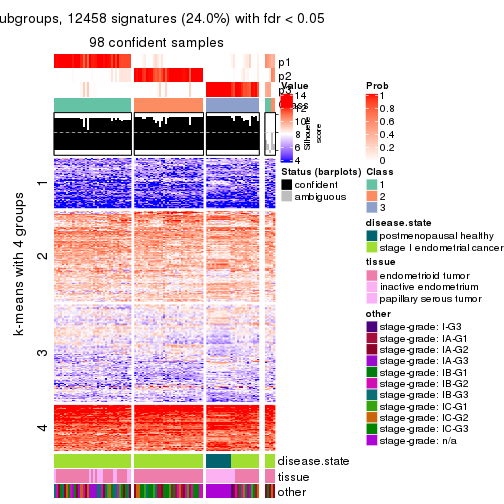 ubgroups, 12458 signatures (24.0%) with fdr < 0.05
98 confident samples
p1
p2
p3
Class
Silhouette
score
k-means with 4 groups
1
2
3
4
disease.state
tissue
other
Value
14
12
10
8
6
4
Status (barplots)
confident
ambiguous
Prob
1
0.8
0.6
0.4
0.2
0
Class
1
2
3
disease.state
postmenopausal healthy
stage I endometrial cancer
tissue
endometrioid tumor
inactive endometrium
papillary serous tumor
other
stage-grade: I-G3
stage-grade: IA-G1
stage-grade: IA-G2
stage-grade: IA-G3
stage-grade: IB-G1
stage-grade: IB-G2
stage-grade: IB-G3
stage-grade: IC-G1
stage-grade: IC-G2
stage-grade: IC-G3
stage-grade: n/a